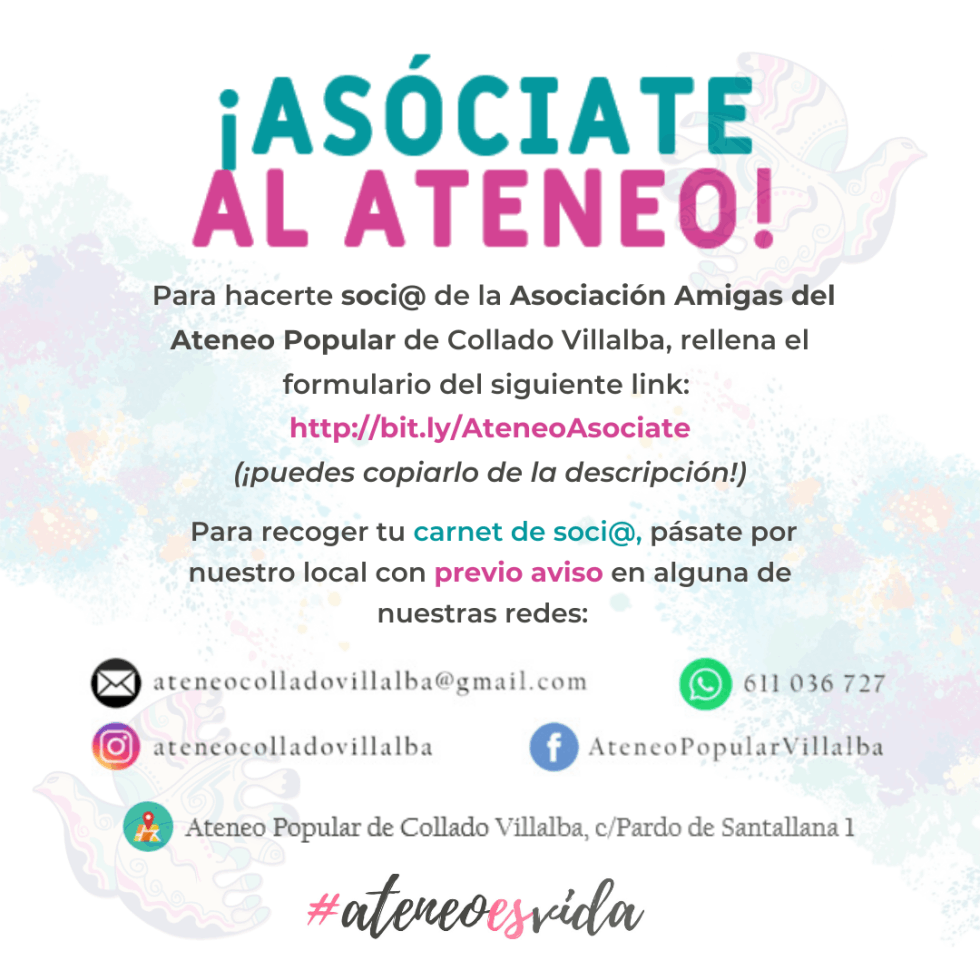 ¡ASÓCIATE
AL ATENEO!
Para hacerte soci@ de la Asociación Amigas del
Ateneo Popular de Collado Villalba, rellena el
formulario del siguiente link:
http://bit.ly/AteneoAsociate
(¡puedes copiarlo de la descripción!)
Para recoger tu carnet de soci@, pásate por
nuestro local con previo aviso en alguna de
nuestras redes:
ateneocolladovillalba@gmail.com 611 036 727
ateneocolladovillalba AteneoPopularVillalba
Ateneo Popular de Collado Villalba, c/Pardo de Santallana 1
#ateneoesvida